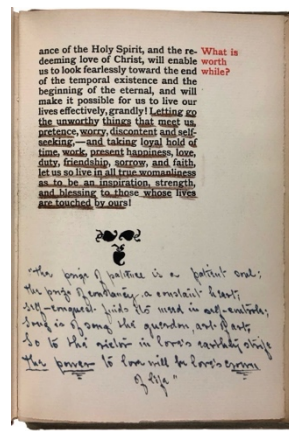 ance of the Holy Spirit, and the re-
deeming love of Christ, will enable
us to look fearlessly toward the end
of the temporal existence and the
beginning of the eternal, and will
make it possible for us to live our
lives effectively, grandly! Letting go
the unworthy things that meet us,
pretence, worry, discontent and self-
seeking,—and taking loyal hold of
time, work, present happiness, love,
duty, friendship, sorrow, and faith,
let us so live in all true womanliness
as to be an inspiration, strength,
and blessing to those whose lives
are touched by ours!
What is
worth
while?
"The prize of patience is a patient soul;
The prize of constancy, a constant heart;
Self-conquest finds its meed in self-control;
Song is of song the guerdon, art of art,
So to the victor in love's earthly strife
The power to love will be love's crown
of life"